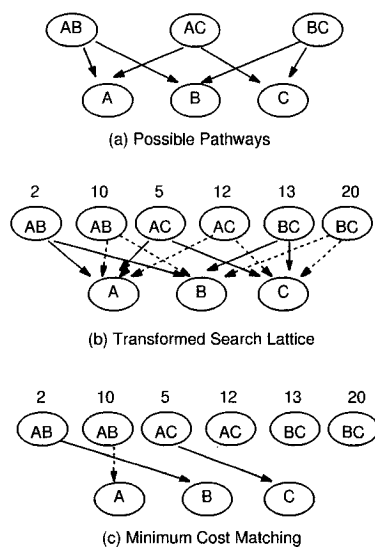 AB AC BC
A B C
(a) Possible Pathways
2 10 5 12 13 20
AB AB AC AC BC BC
A B C
(b) Transformed Search Lattice
2 10 5 12 13 20
AB AB AC AC BC BC
A B C
(c) Minimum Cost Matching